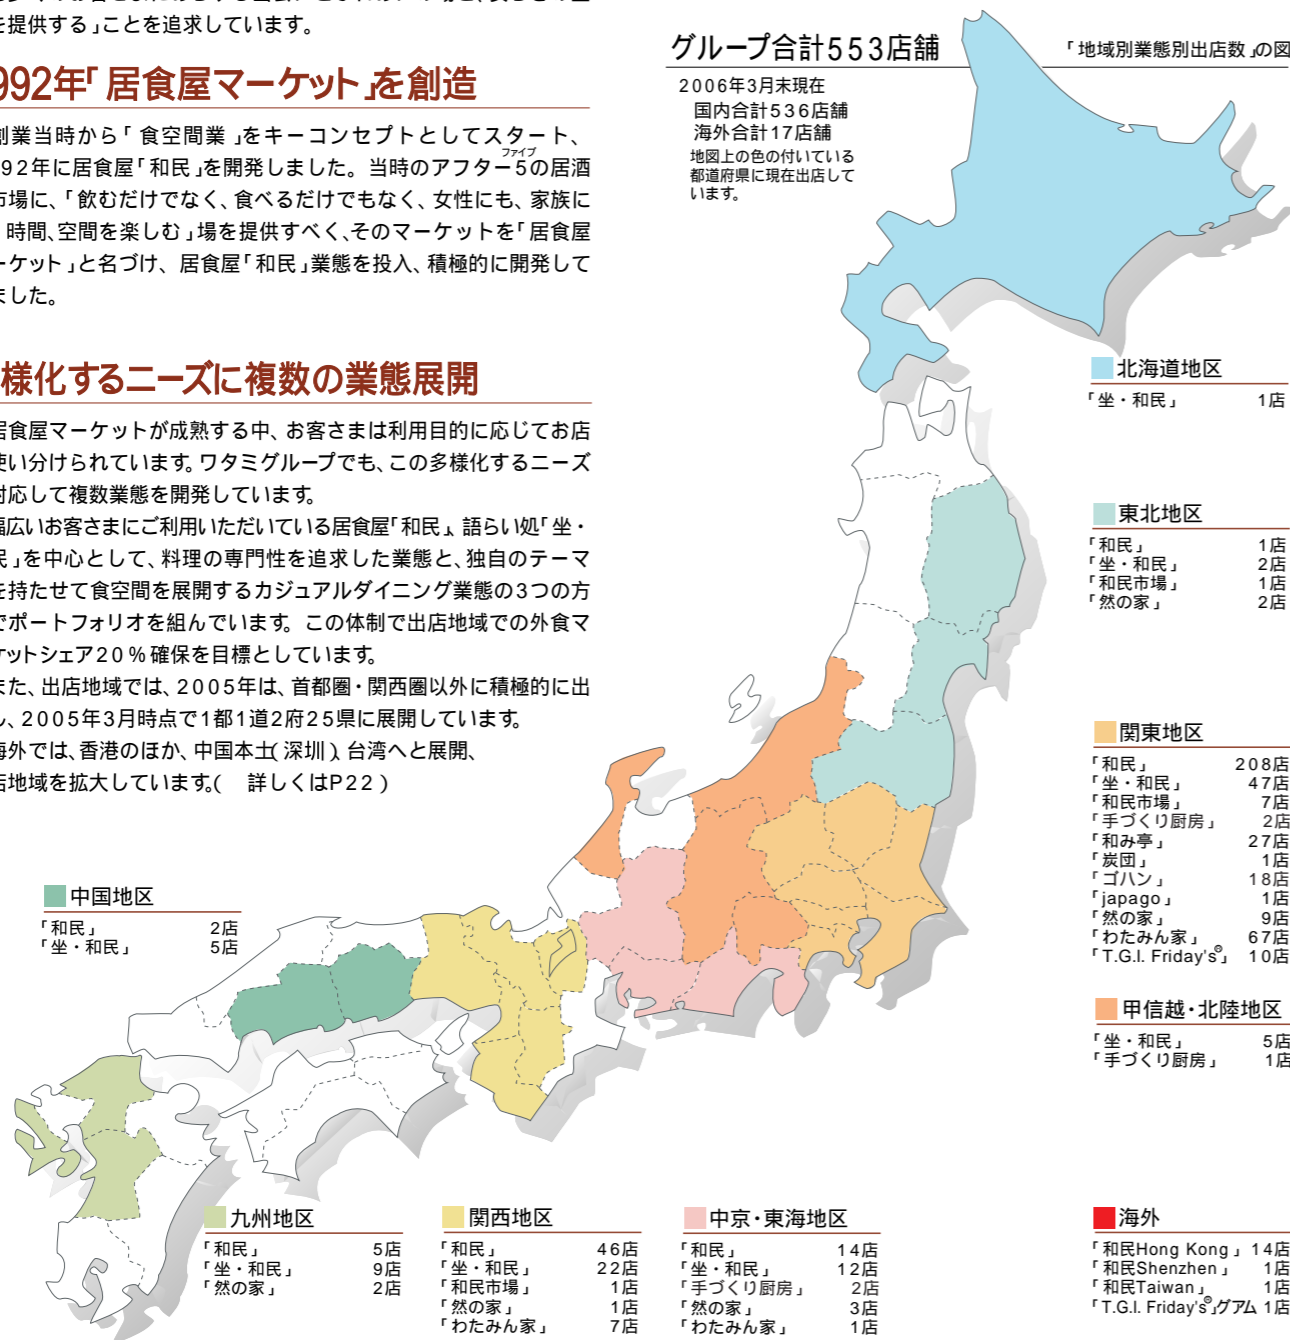 を提供する」ことを追求しています。
992年「居食屋マーケット」を創造
創業当時から「食空間業」をキーコンセプトとしてスタート、
92年に居食屋「和民」を開発しました。当時のアフター5の居酒
ファイブ
市場に、「飲むだけでなく、食べるだけでもなく、女性にも、家族に
時間、空間を楽しむ」場を提供すべく、そのマーケットを「居食屋
ーケット」と名づけ、居食屋「和民」業態を投入、積極的に開発して
ました。
様化するニーズに複数の業態展開
居食屋マーケットが成熟する中、お客さまは利用目的に応じてお店
使い分けられています。ワタミグループでも、この多様化するニーズ
対応して複数業態を開発しています。
幅広いお客さまにご利用いただいている居食屋「和民」、語らい処「坐・
民」を中心として、料理の専門性を追求した業態と、独自のテーマ
を持たせて食空間を展開するカジュアルダイニング業態の3つの方
でポートフォリオを組んでいます。この体制で出店地域での外食マ
ケットシェア20%確保を目標としています。
また、出店地域では、2005年は、首都圏・関西圏以外に積極的に出
し、2005年3月時点で1都1道2府25県に展開しています。
海外では、香港のほか、中国本土(深圳)、台湾へと展開、
店地域を拡大しています。( 詳しくはP22)
グループ合計553店舗
「地域別業態別出店数」の図
2006年3月末現在
国内合計536店舗
海外合計17店舗
地図上の色の付いている
都道府県に現在出店して
います。
北海道地区
「坐・和民」 1店
東北地区
「和民」 1店
「坐・和民」 2店
「和民市場」 1店
「然の家」 2店
関東地区
「和民」 208店
「坐・和民」 47店
「和民市場」 7店
「手づくり厨房」 2店
「和み亭」 27店
「炭団」 1店
「ゴハン」 18店
「japago」 1店
「然の家」 9店
「わたみん家」 67店
「T.G.I. Friday's®」 10店
甲信越・北陸地区
「坐・和民」 5店
「手づくり厨房」 1店
中国地区
「和民」 2店
「坐・和民」 5店
九州地区
「和民」 5店
「坐・和民」 9店
「然の家」 2店
関西地区
「和民」 46店
「坐・和民」 22店
「和民市場」 1店
「然の家」 1店
「わたみん家」 7店
中京・東海地区
「和民」 14店
「坐・和民」 12店
「手づくり厨房」 2店
「然の家」 3店
「わたみん家」 1店
海外
「和民Hong Kong」 14店
「和民Shenzhen」 1店
「和民Taiwan」 1店
「T.G.I. Friday's®」グアム 1店